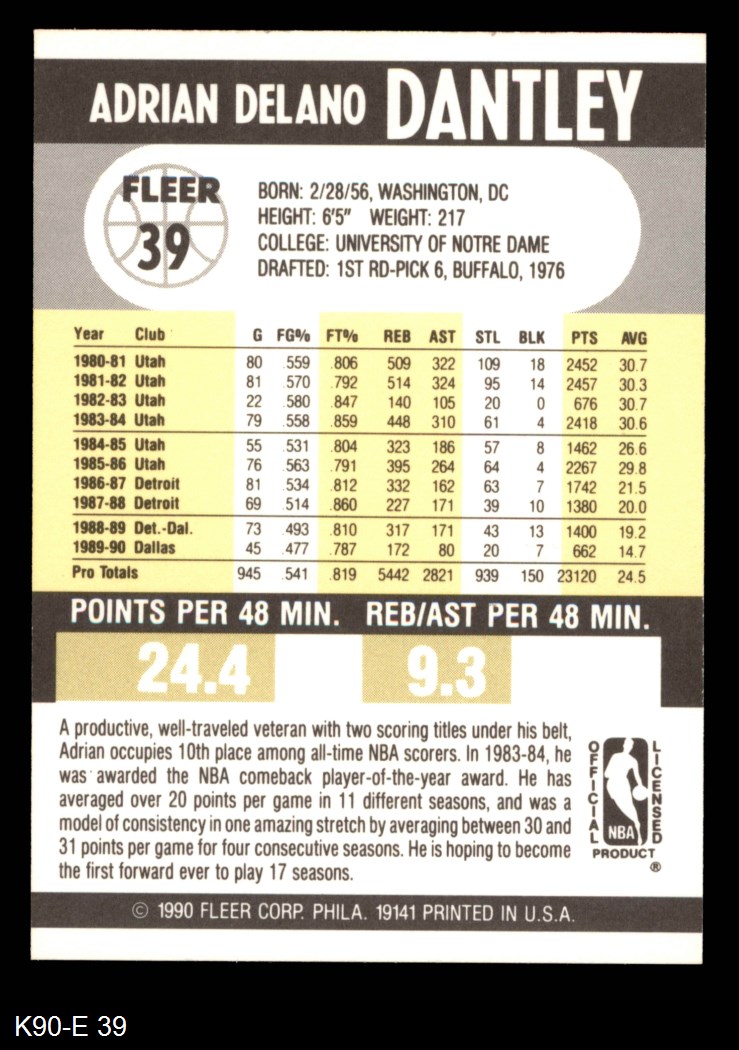 ADRIAN DELANO DANTLEY
FLEER
39
BORN: 2/28/56, WASHINGTON, DC
HEIGHT: 6'5" WEIGHT: 217
COLLEGE: UNIVERSITY OF NOTRE DAME
DRAFTED: 1ST RD-PICK 6, BUFFALO, 1976
Year Club G FG% FT% REB AST STL BLK PTS AVG
1980-81 Utah 80 .559 .806 509 322 109 18 2452 30.7
1981-82 Utah 81 .570 .792 514 324 95 14 2457 30.3
1982-83 Utah 22 .580 .847 140 105 20 0 676 30.7
1983-84 Utah 79 .558 .859 448 310 61 4 2418 30.6
1984-85 Utah 55 .531 .804 323 186 57 8 1462 26.6
1985-86 Utah 76 .563 .791 395 264 64 4 2267 29.8
1986-87 Detroit 81 .534 .812 332 162 63 7 1742 21.5
1987-88 Detroit 69 .514 .860 227 171 39 10 1380 20.0
1988-89 Det.-Dal. 73 .493 .810 317 171 43 13 1400 19.2
1989-90 Dallas 45 .477 .787 172 80 20 7 662 14.7
Pro Totals 945 .541 .819 5442 2821 939 150 23120 24.5
POINTS PER 48 MIN. REB/AST PER 48 MIN.
24.4 9.3
A productive, well-traveled veteran with two scoring titles under his belt,
Adrian occupies 10th place among all-time NBA scorers. In 1983-84, he
was awarded the NBA comeback player-of-the-year award. He has
averaged over 20 points per game in 11 different seasons, and was a
model of consistency in one amazing stretch by averaging between 30 and
31 points per game for four consecutive seasons. He is hoping to become
the first forward ever to play 17 seasons.
OFFICIAL
LICENSED
NBA
PRODUCT
®
© 1990 FLEER CORP. PHILA. 19141 PRINTED IN U.S.A.
K90-E 39